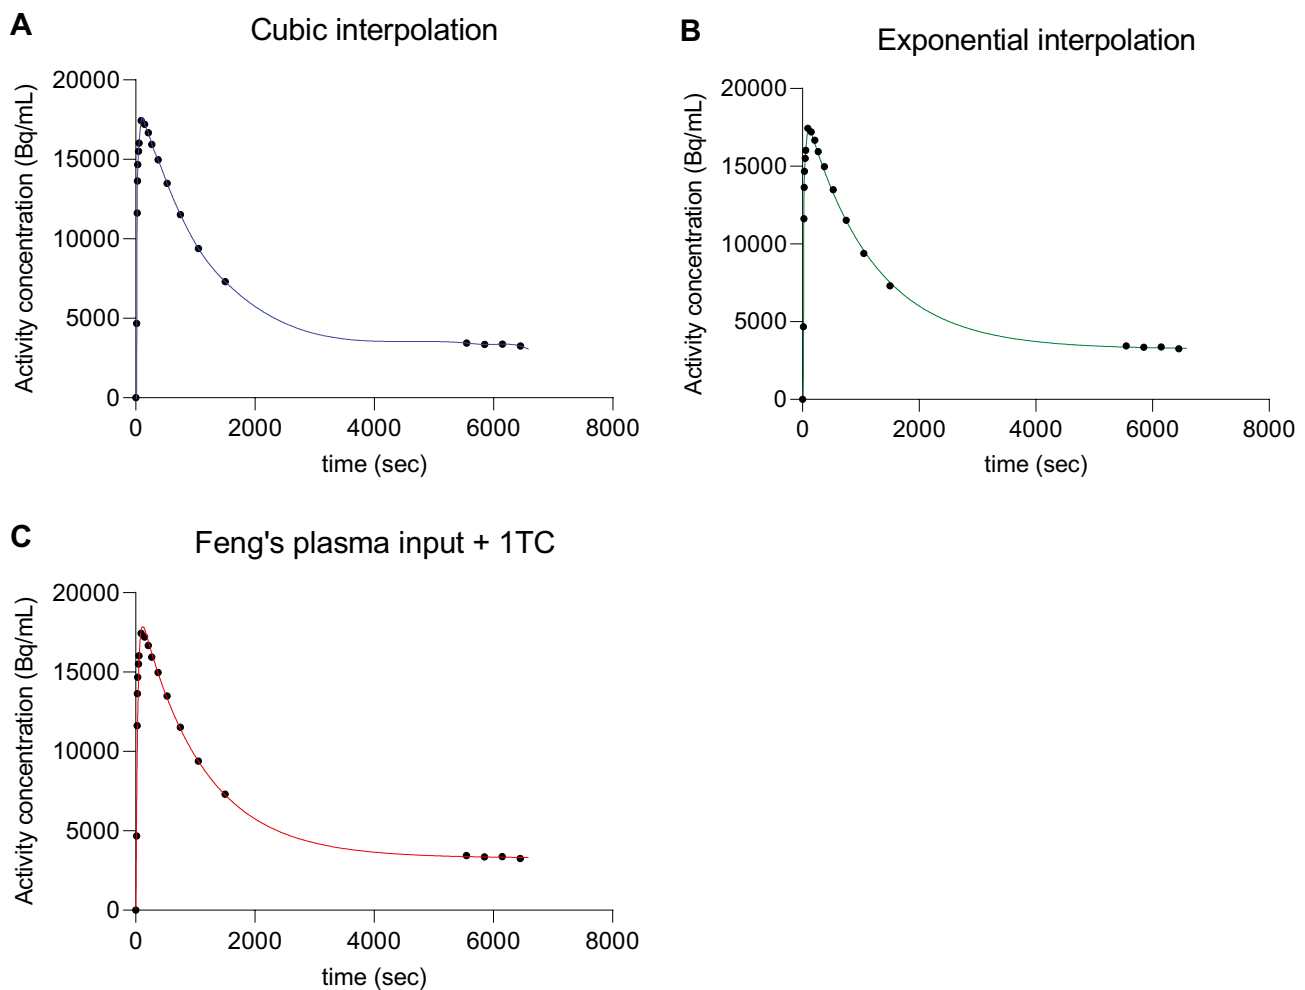 A
Cubic interpolation
Activity concentration (Bq/mL)
20000
15000
10000
5000
0
0 2000 4000 6000 8000
time (sec)
B
Exponential interpolation
Activity concentration (Bq/mL)
20000
15000
10000
5000
0
0 2000 4000 6000 8000
time (sec)
C
Feng's plasma input + 1TC
Activity concentration (Bq/mL)
20000
15000
10000
5000
0
0 2000 4000 6000 8000
time (sec)